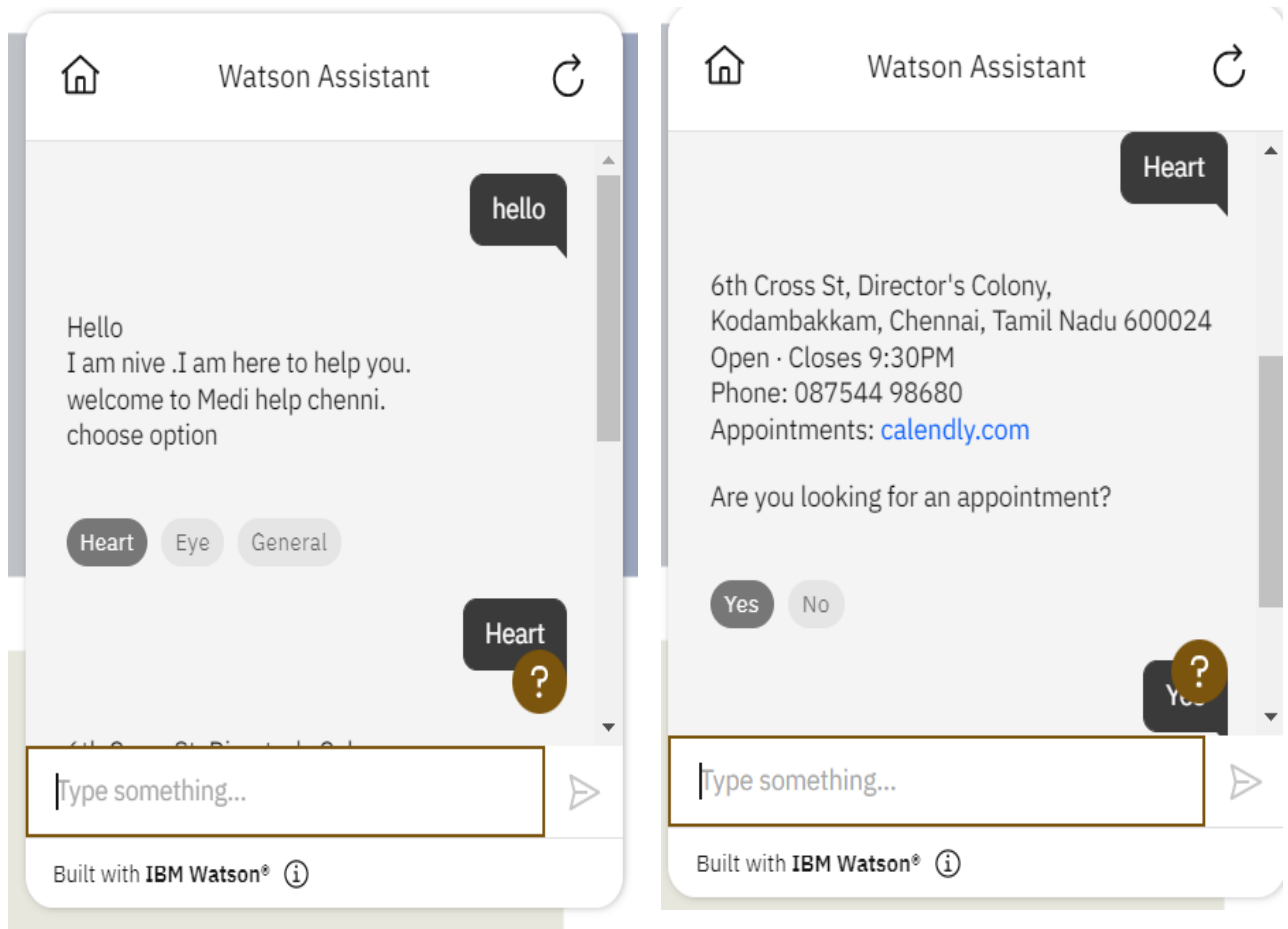 Watson Assistant
hello
Hello
I am nive .I am here to help you.
welcome to Medi help chenni.
choose option
Heart Eye General
Heart
?
Type something...
Built with IBM Watson® i
Watson Assistant
Heart
6th Cross St, Director's Colony,
Kodambakkam, Chennai, Tamil Nadu 600024
Open · Closes 9:30PM
Phone: 087544 98680
Appointments: calendly.com
Are you looking for an appointment?
Yes No
?
Type something...
Built with IBM Watson® i